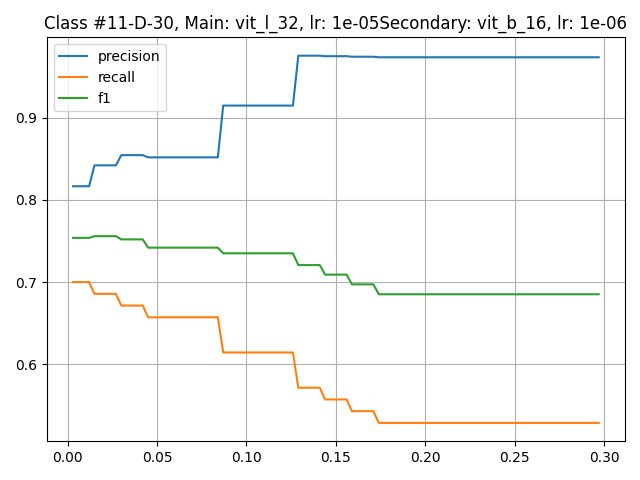 Class #11-D-30, Main: vit_l_32, lr: 1e-05Secondary: vit_b_16, lr: 1e-06
precision
recall
f1
0.9
0.8
0.7
0.6
0.00 0.05 0.10 0.15 0.20 0.25 0.30